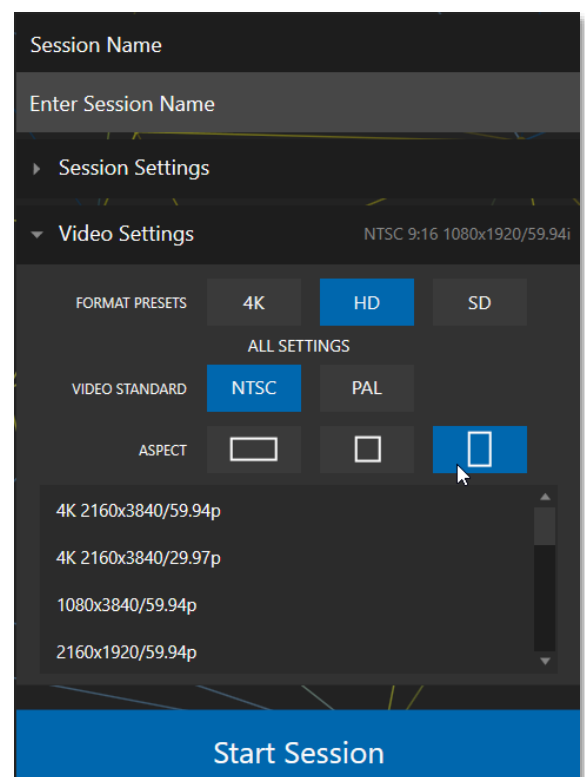 Session Name
Enter Session Name
Session Settings
Video Settings NTSC 9:16 1080x1920/59.94i
FORMAT PRESETS 4K HD SD
ALL SETTINGS
VIDEO STANDARD NTSC PAL
ASPECT
4K 2160x3840/59.94p
4K 2160x3840/29.97p
1080x3840/59.94p
2160x1920/59.94p
Start Session